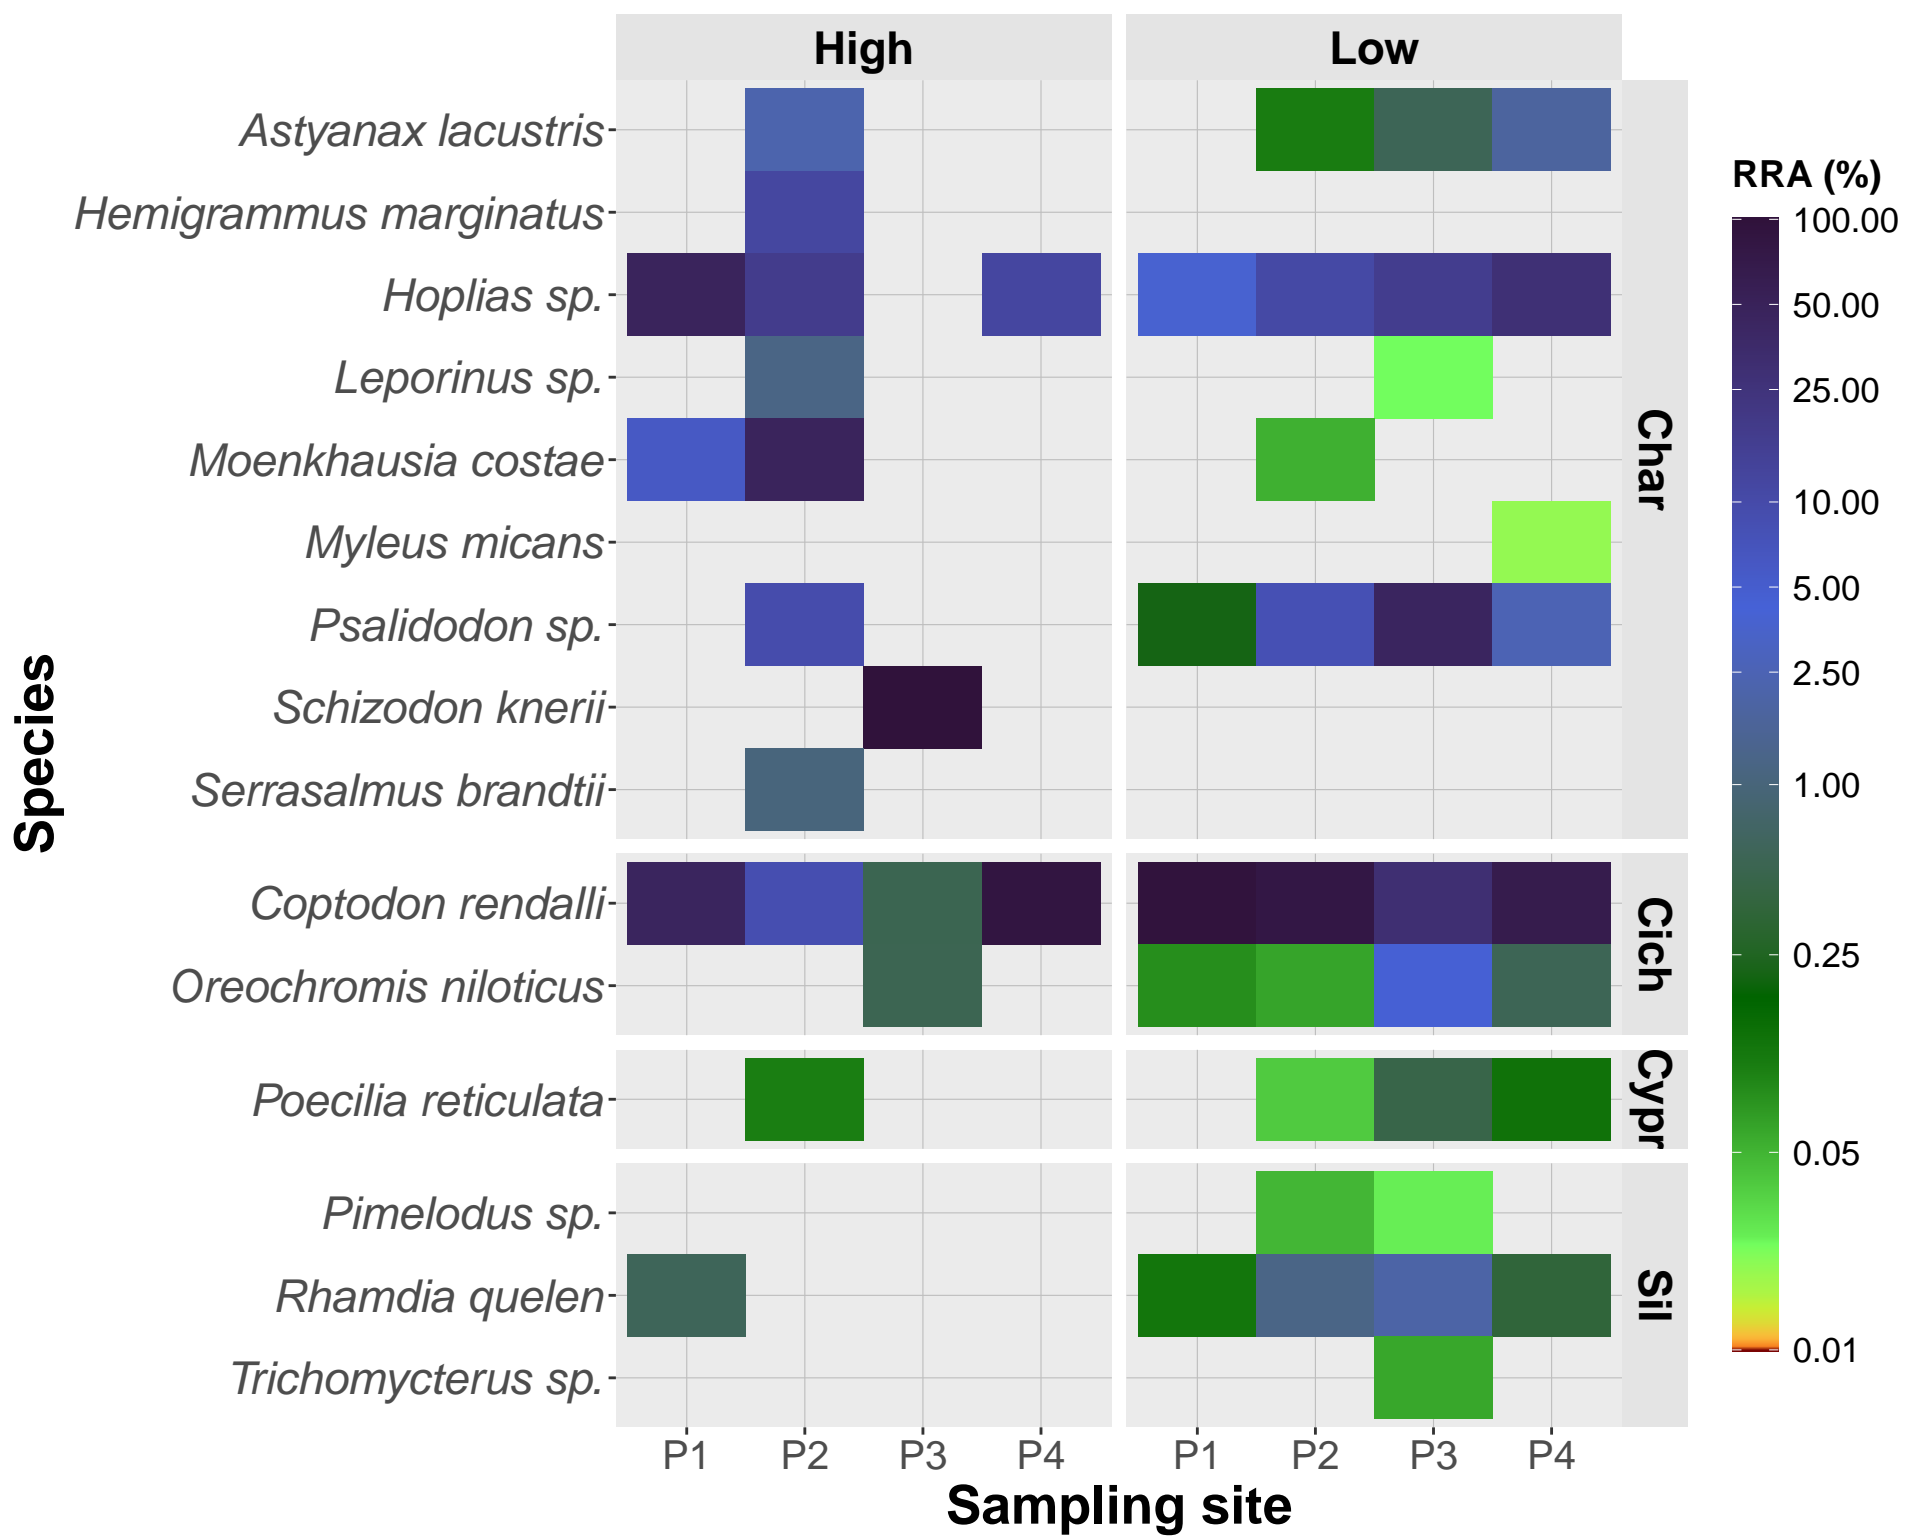 High
Low
Astyanax lacustris
Hemigrammus marginatus
Hoplias sp.
Leporinus sp.
Moenkhausia costae
Myleus micans
Psalidodon sp.
Schizodon knerii
Serrasalmus brandtii
Coptodon rendalli
Oreochromis niloticus
Poecilia reticulata
Pimelodus sp.
Rhamdia quelen
Trichomycterus sp.
Species
Char
Cich
Cypr
Sil
P1 P2 P3 P4 P1 P2 P3 P4
Sampling site
RRA (%)
100.00
50.00
25.00
10.00
5.00
2.50
1.00
0.25
0.05
0.01